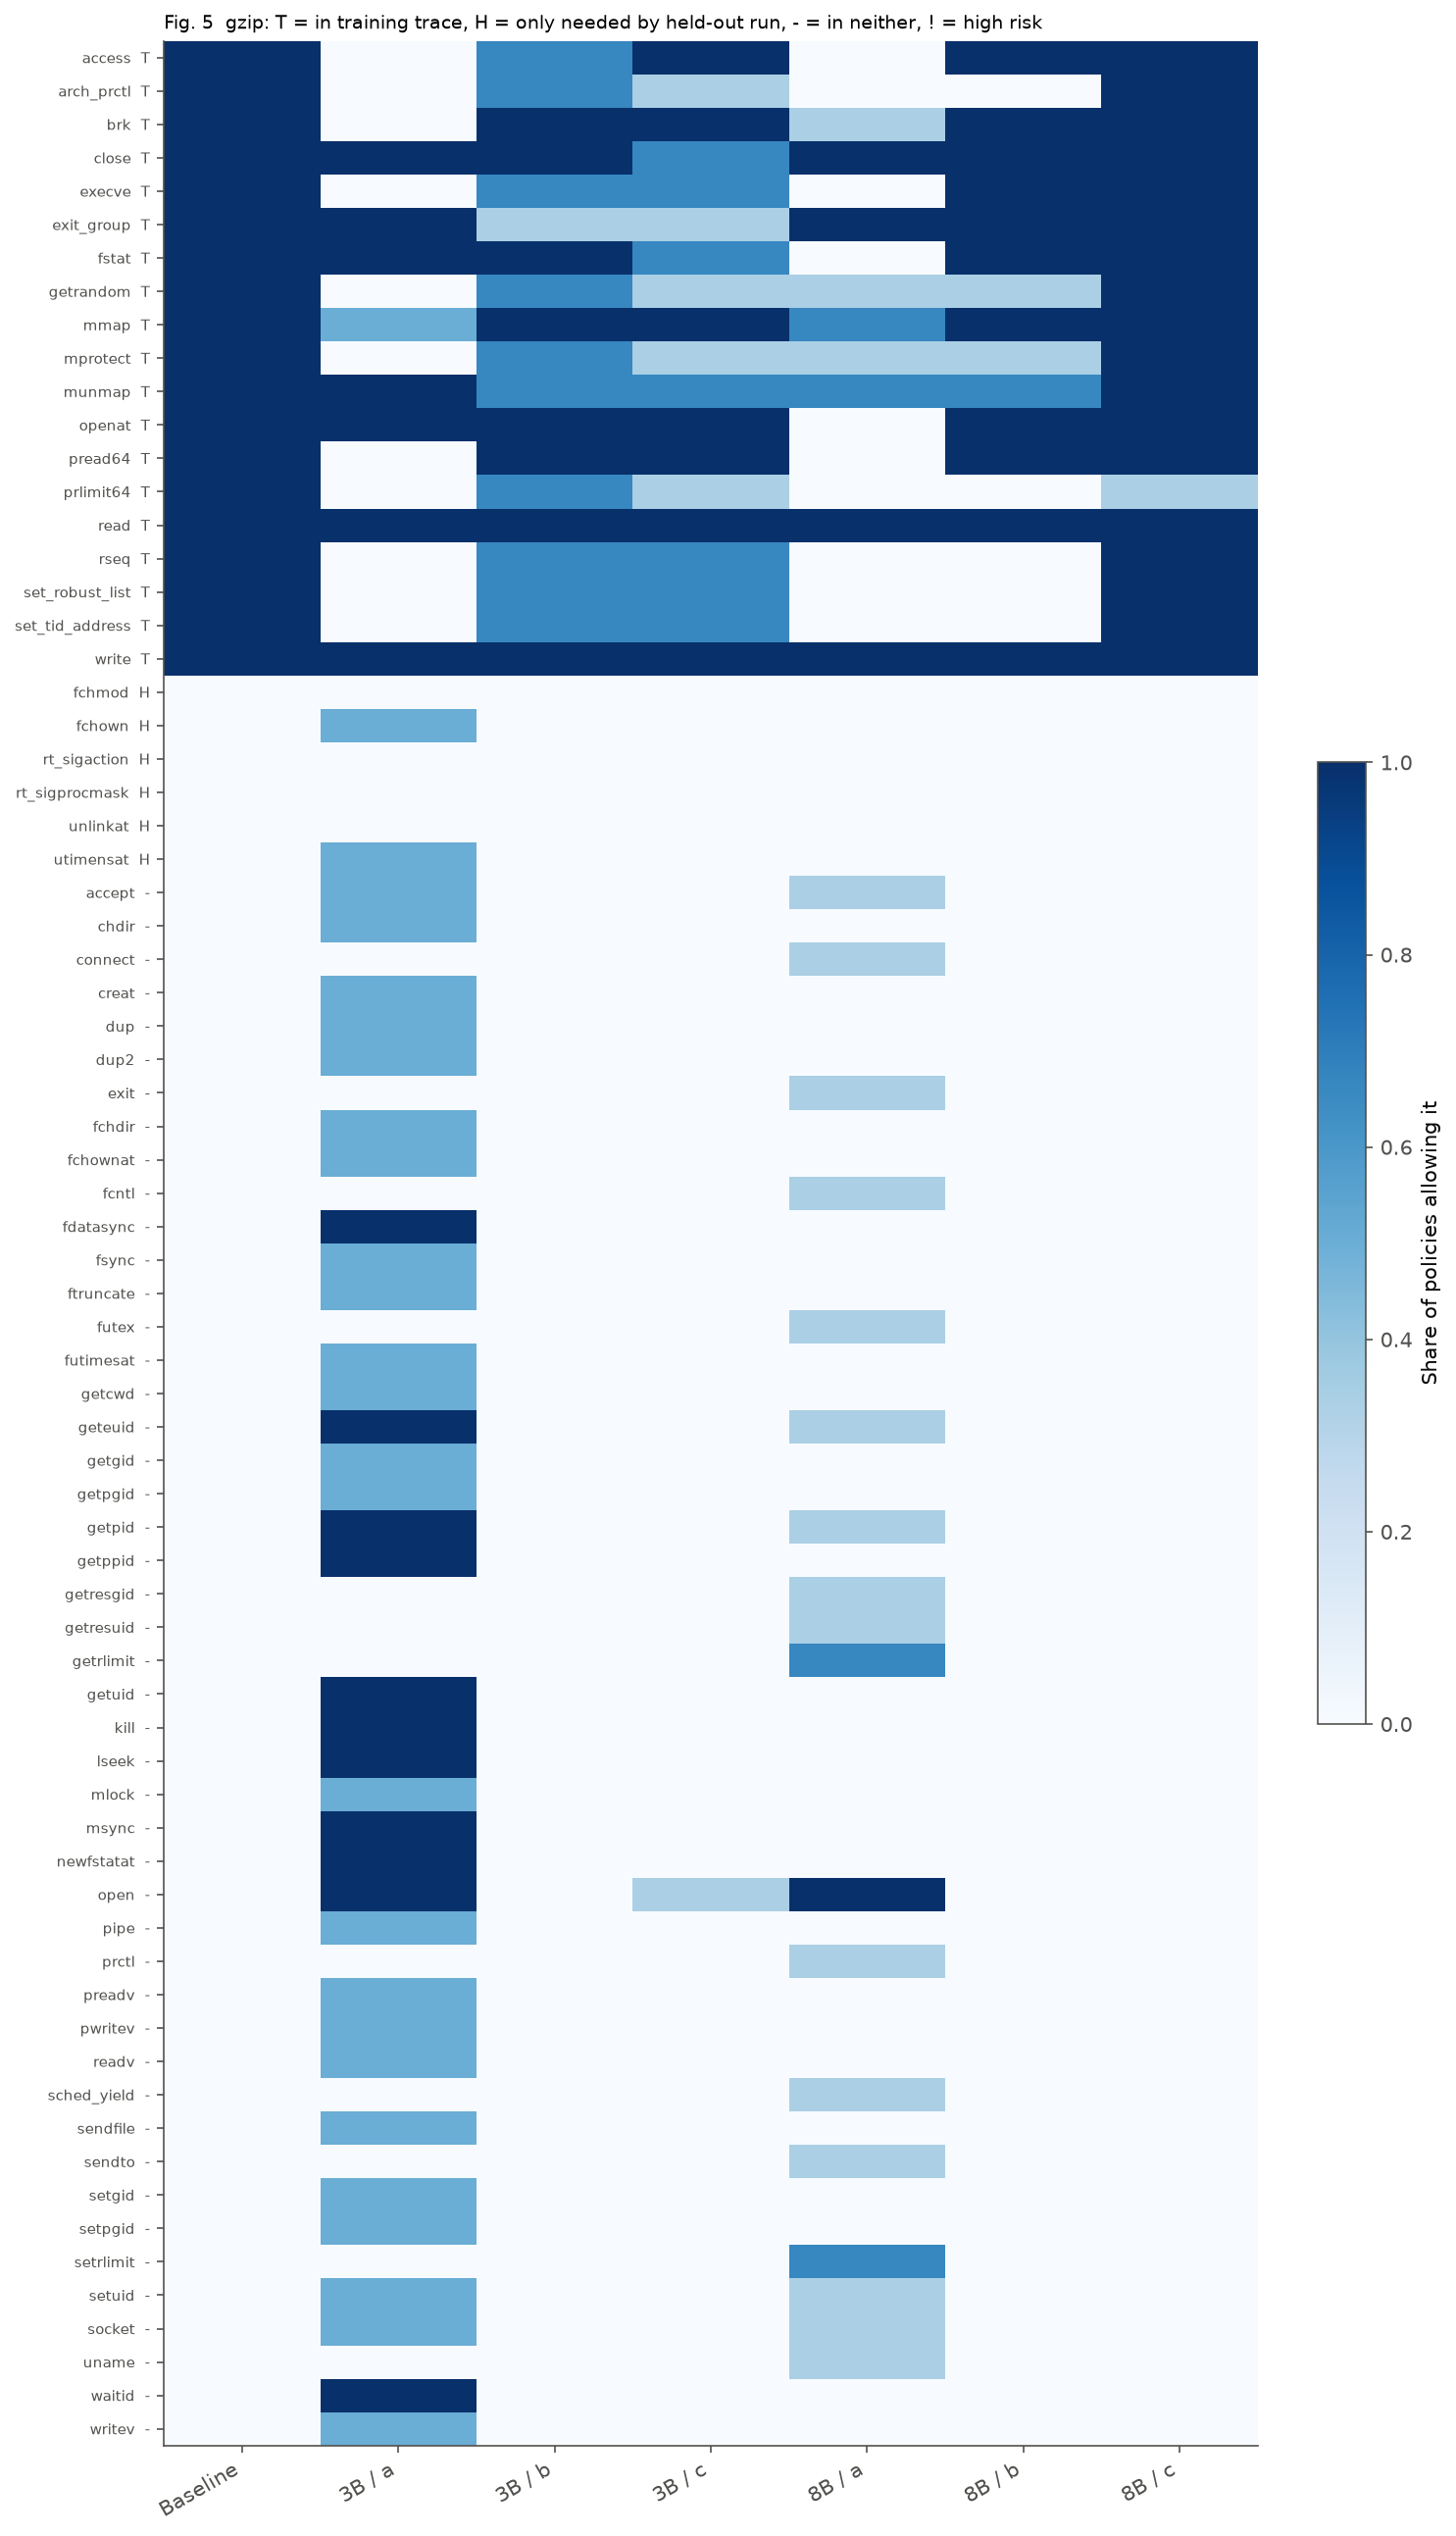 Fig. 5  gzip: T = in training trace, H = only needed by held-out run, - = in neither, ! = high risk
access  T
arch_prctl  T
brk  T
close  T
execve  T
exit_group  T
fstat  T
getrandom  T
mmap  T
mprotect  T
munmap  T
openat  T
pread64  T
prlimit64  T
read  T
rseq  T
set_robust_list  T
set_tid_address  T
write  T
fchmod  H
fchown  H
rt_sigaction  H
rt_sigprocmask  H
unlinkat  H
utimensat  H
accept  -
chdir  -
connect  -
creat  -
dup  -
dup2  -
exit  -
fchdir  -
fchownat  -
fcntl  -
fdatasync  -
fsync  -
ftruncate  -
futex  -
futimesat  -
getcwd  -
geteuid  -
getgid  -
getpgid  -
getpid  -
getppid  -
getresgid  -
getresuid  -
getrlimit  -
getuid  -
kill  -
lseek  -
mlock  -
msync  -
newfstatat  -
open  -
pipe  -
prctl  -
preadv  -
pwritev  -
readv  -
sched_yield  -
sendfile  -
sendto  -
setgid  -
setpgid  -
setrlimit  -
setuid  -
socket  -
uname  -
waitid  -
writev  -
Baseline
3B / a
3B / b
3B / c
8B / a
8B / b
8B / c
1.0
0.8
0.6
0.4
0.2
0.0
Share of policies allowing it